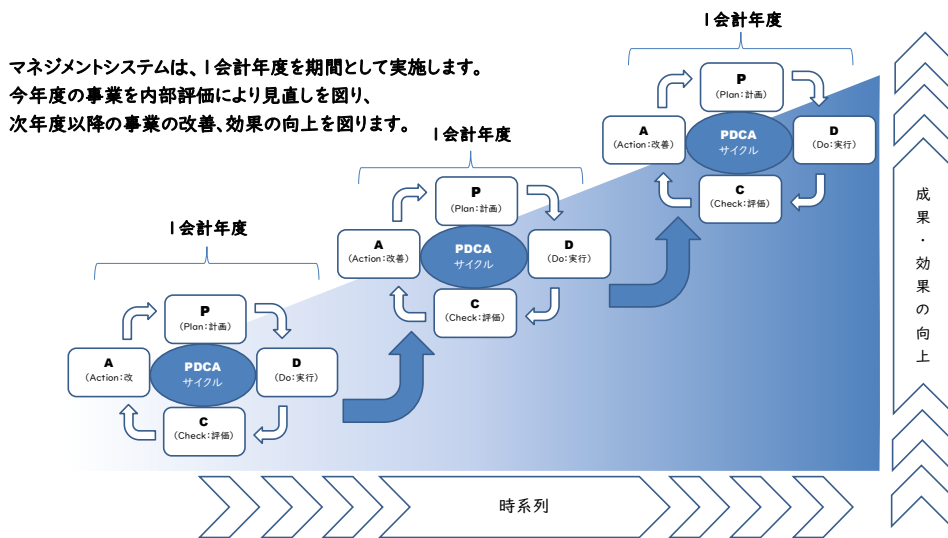 マネジメントシステムは、1会計年度を期間として実施します。
今年度の事業を内部評価により見直しを図り、
次年度以降の事業の改善、効果の向上を図ります。
1会計年度
P
(Plan:計画)
A
(Action:改
PDCA
サイクル
D
(Do:実行)
C
(Check:評価)
1会計年度
P
(Plan:計画)
A
(Action:改善)
PDCA
サイクル
D
(Do:実行)
C
(Check:評価)
1会計年度
P
(Plan:計画)
A
(Action:改善)
PDCA
サイクル
D
(Do:実行)
C
(Check:評価)
成果・効果の向上
時系列